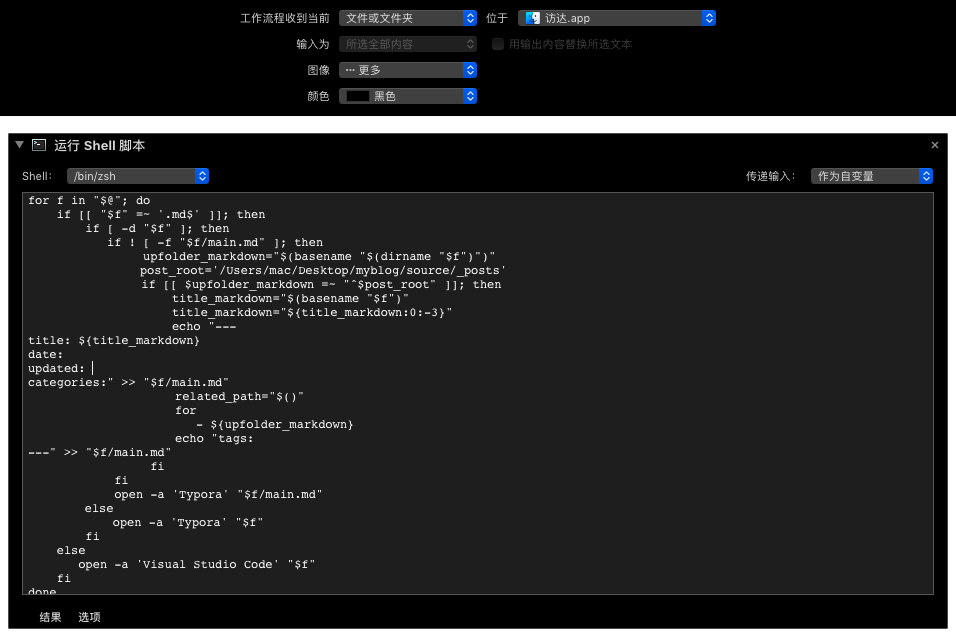 工作流程收到当前 文件或文件夹 位于 访达.app
输入为 所选全部内容 用输出内容替换所选文本
图像 ··· 更多
颜色 黑色
运行 Shell 脚本 ×
Shell: /bin/zsh 传递输入: 作为自变量
for f in "$@"; do
if [[ "$f" =~ '.md$' ]]; then
if [ -d "$f" ]; then
if ! [ -f "$f/main.md" ]; then
upfolder_markdown="$(basename "$(dirname "$f")")"
post_root='/Users/mac/Desktop/myblog/source/_posts'
if [[ $upfolder_markdown =~ "^$post_root" ]]; then
title_markdown="$(basename "$f")"
title_markdown="${title_markdown:0:-3}"
echo "---
title: ${title_markdown}
date:
updated:
categories:" >> "$f/main.md"
related_path="$()"
for
- ${upfolder_markdown}
echo "tags:
---" >> "$f/main.md"
fi
fi
open -a 'Typora' "$f/main.md"
else
open -a 'Typora' "$f"
fi
else
open -a 'Visual Studio Code' "$f"
fi
done
结果 选项